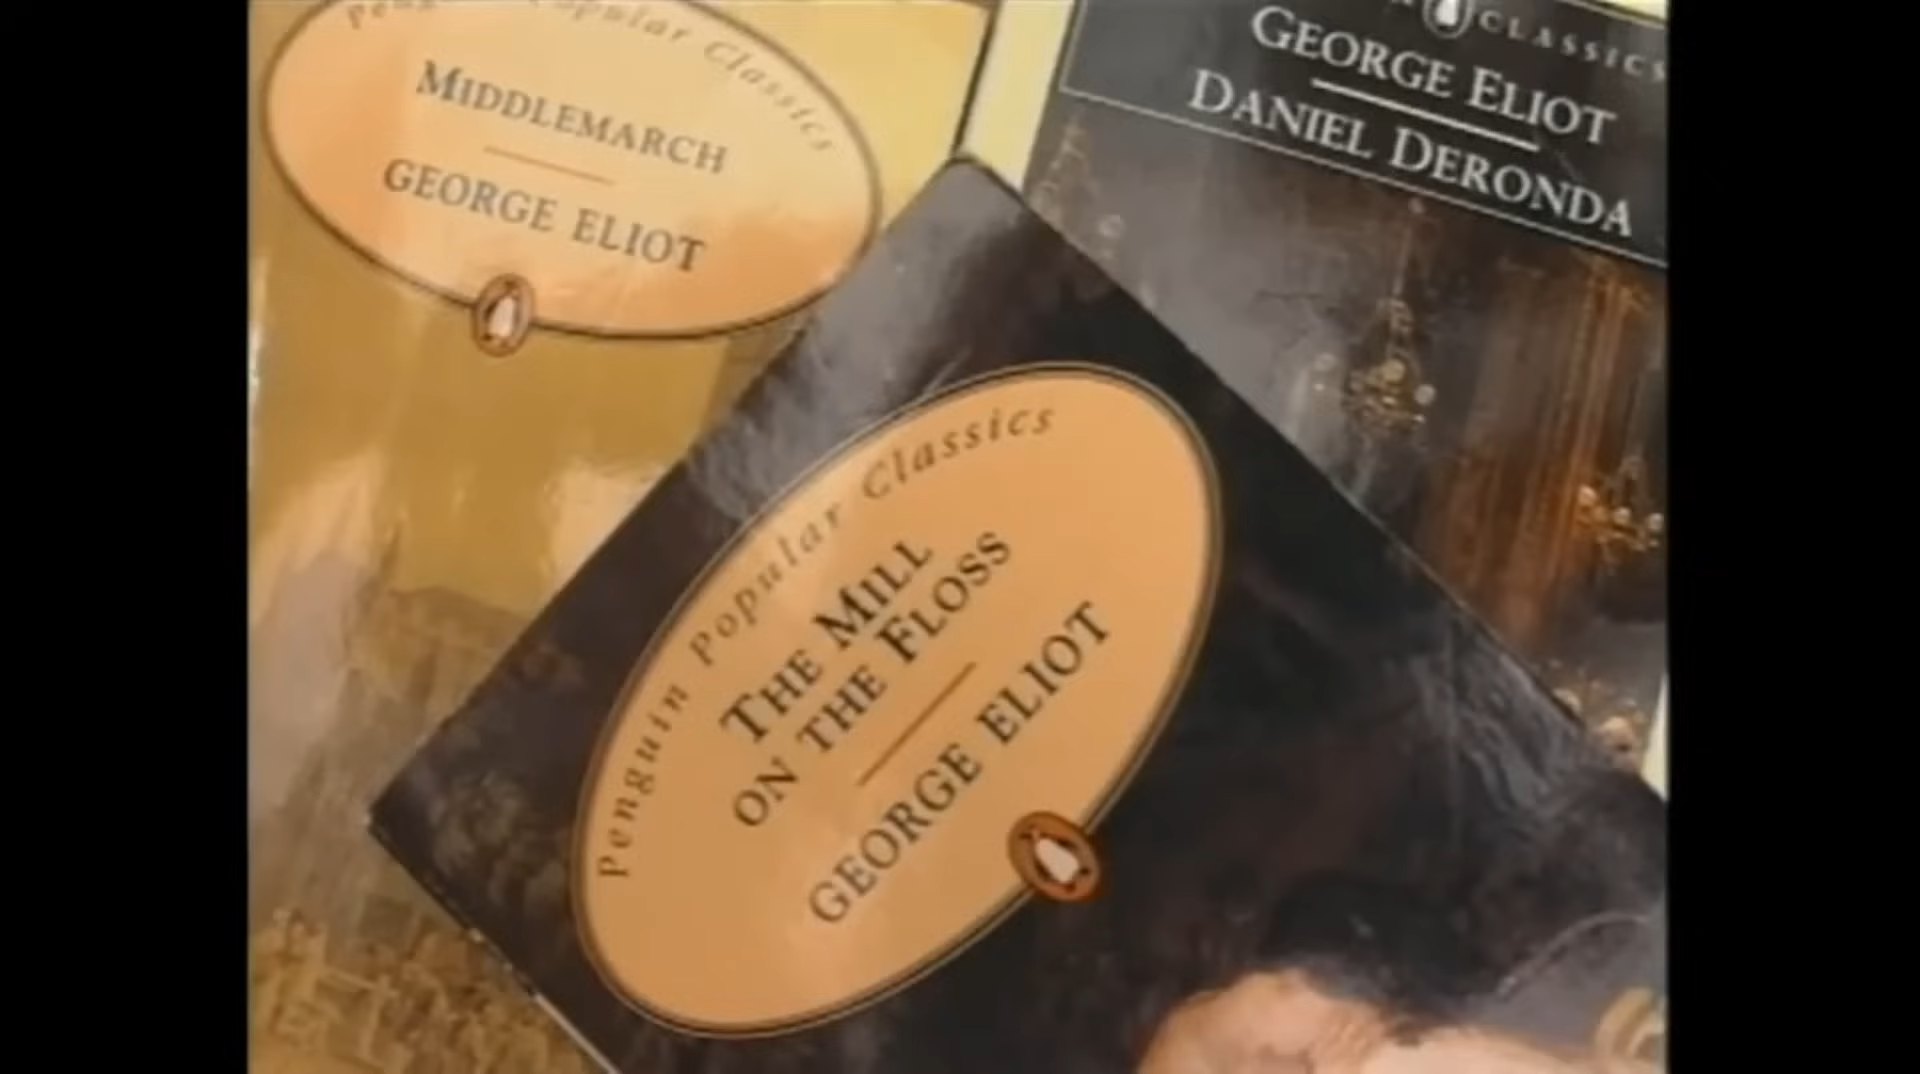 Penguin Popular Classics
MIDDLEMARCH
GEORGE ELIOT
CLASSICS
GEORGE ELIOT
DANIEL DERONDA
Penguin Popular Classics
THE MILL
ON THE FLOSS
GEORGE ELIOT